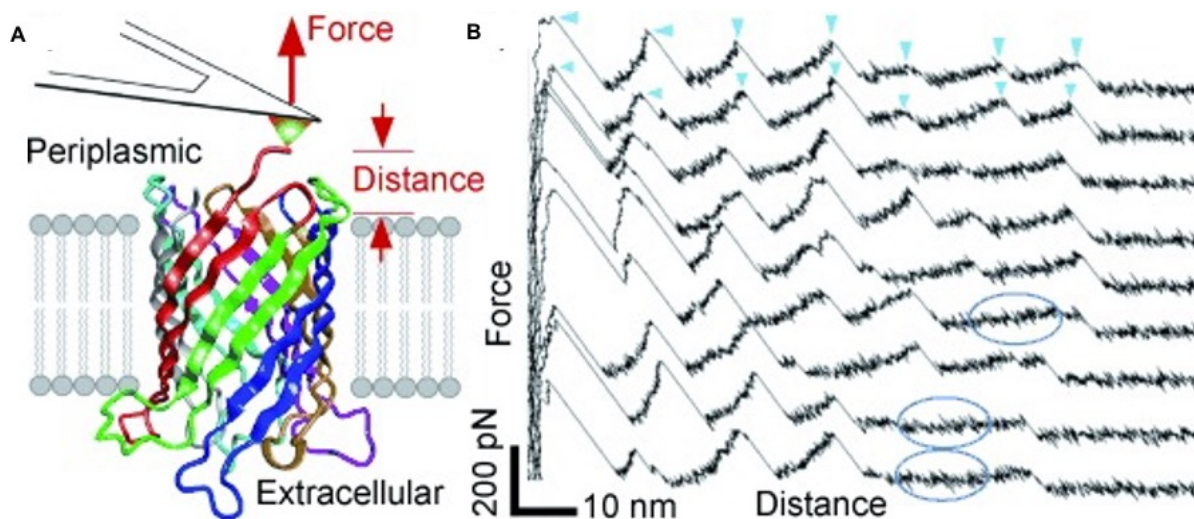 A
Force
Periplasmic
Distance
Extracellular
B
Force
200 pN
10 nm
Distance